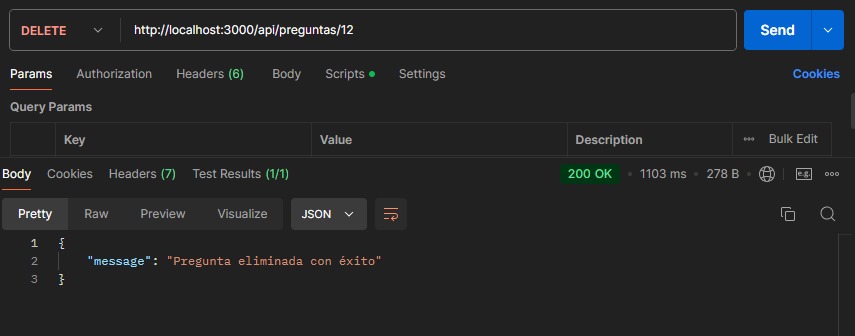 DELETE http://localhost:3000/api/preguntas/12 Send
Params Authorization Headers (6) Body Scripts Settings Cookies
Query Params
Key Value Description Bulk Edit
Body Cookies Headers (7) Test Results (1/1) 200 OK 1103 ms 278 B e.g.
Pretty Raw Preview Visualize JSON
1 {
2 "message": "Pregunta eliminada con éxito"
3 }